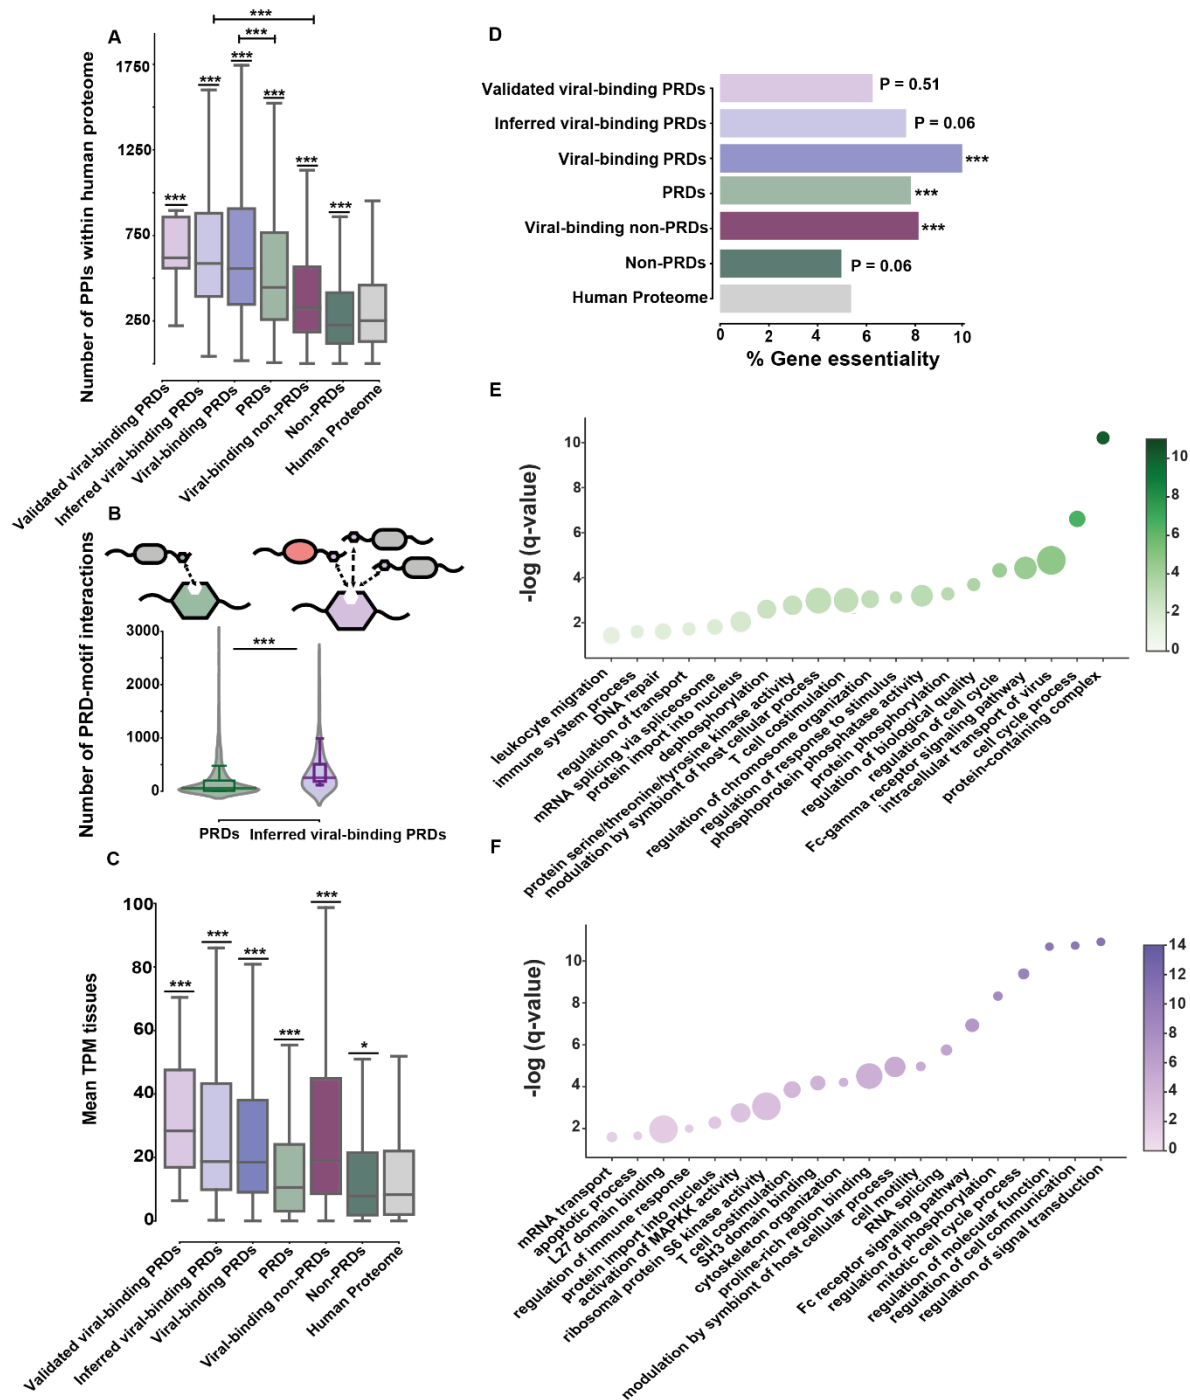 A
***
***
***
***
***
***
***
***
Number of PPIs within human proteome
1750
1250
750
250
Validated viral-binding PRDs
Inferred viral-binding PRDs
Viral-binding PRDs
PRDs
Viral-binding non-PRDs
Non-PRDs
Human Proteome
B
Number of PRD-motif interactions
3000
2000
1000
0
***
PRDs
Inferred viral-binding PRDs
C
Mean TPM tissues
100
80
60
40
20
0
***
***
***
***
***
*
Validated viral-binding PRDs
Inferred viral-binding PRDs
Viral-binding PRDs
PRDs
Viral-binding non-PRDs
Non-PRDs
Human Proteome
D
Validated viral-binding PRDs
P = 0.51
Inferred viral-binding PRDs
P = 0.06
Viral-binding PRDs
***
PRDs
***
Viral-binding non-PRDs
***
Non-PRDs
P = 0.06
Human Proteome
0 2 4 6 8 10
% Gene essentiality
E
-log (q-value)
10
8
6
4
2
10
8
6
4
2
0
leukocyte migration
immune system process
DNA repair
regulation of transport
mRNA splicing via spliceosome
protein import into nucleus
dephosphorylation
protein serine/threonine/tyrosine kinase activity
modulation by symbiont of host cellular process
T cell costimulation
regulation of chromosome organization
regulation of response to stimulus
phosphoprotein phosphatase activity
protein phosphorylation
regulation of biological quality
regulation of cell cycle
Fc-gamma receptor signaling pathway
intracellular transport of virus
cell cycle process
protein-containing complex
F
-log (q-value)
10
8
6
4
2
14
12
10
8
6
4
2
0
mRNA transport
apoptotic process
L27 domain binding
regulation of immune response
protein import into nucleus
activation of MAPKK activity
ribosomal protein S6 kinase activity
T cell costimulation
SH3 domain binding
cytoskeleton organization
proline-rich region binding
modulation by symbiont of host cellular process
cell motility
RNA splicing
Fc receptor signaling pathway
regulation of phosphorylation
mitotic cell cycle process
regulation of molecular function
regulation of cell communication
regulation of signal transduction